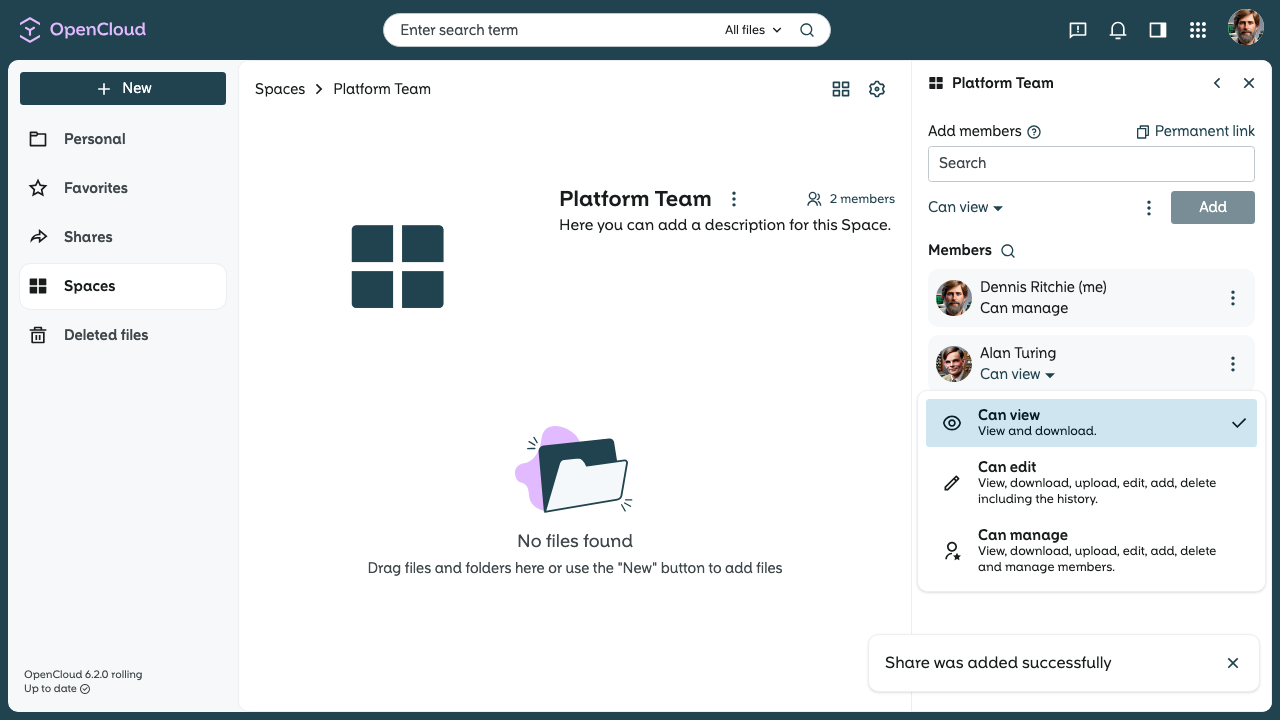 OpenCloud
Enter search term
All files
New
Personal
Favorites
Shares
Spaces
Deleted files
OpenCloud 6.2.0 rolling
Up to date
Spaces
Platform Team
Platform Team
2 members
Here you can add a description for this Space.
No files found
Drag files and folders here or use the "New" button to add files
Platform Team
Add members
Permanent link
Search
Can view
Add
Members
Dennis Ritchie (me)
Can manage
Alan Turing
Can view
Can view
View and download.
Can edit
View, download, upload, edit, add, delete
including the history.
Can manage
View, download, upload, edit, add, delete
and manage members.
Share was added successfully